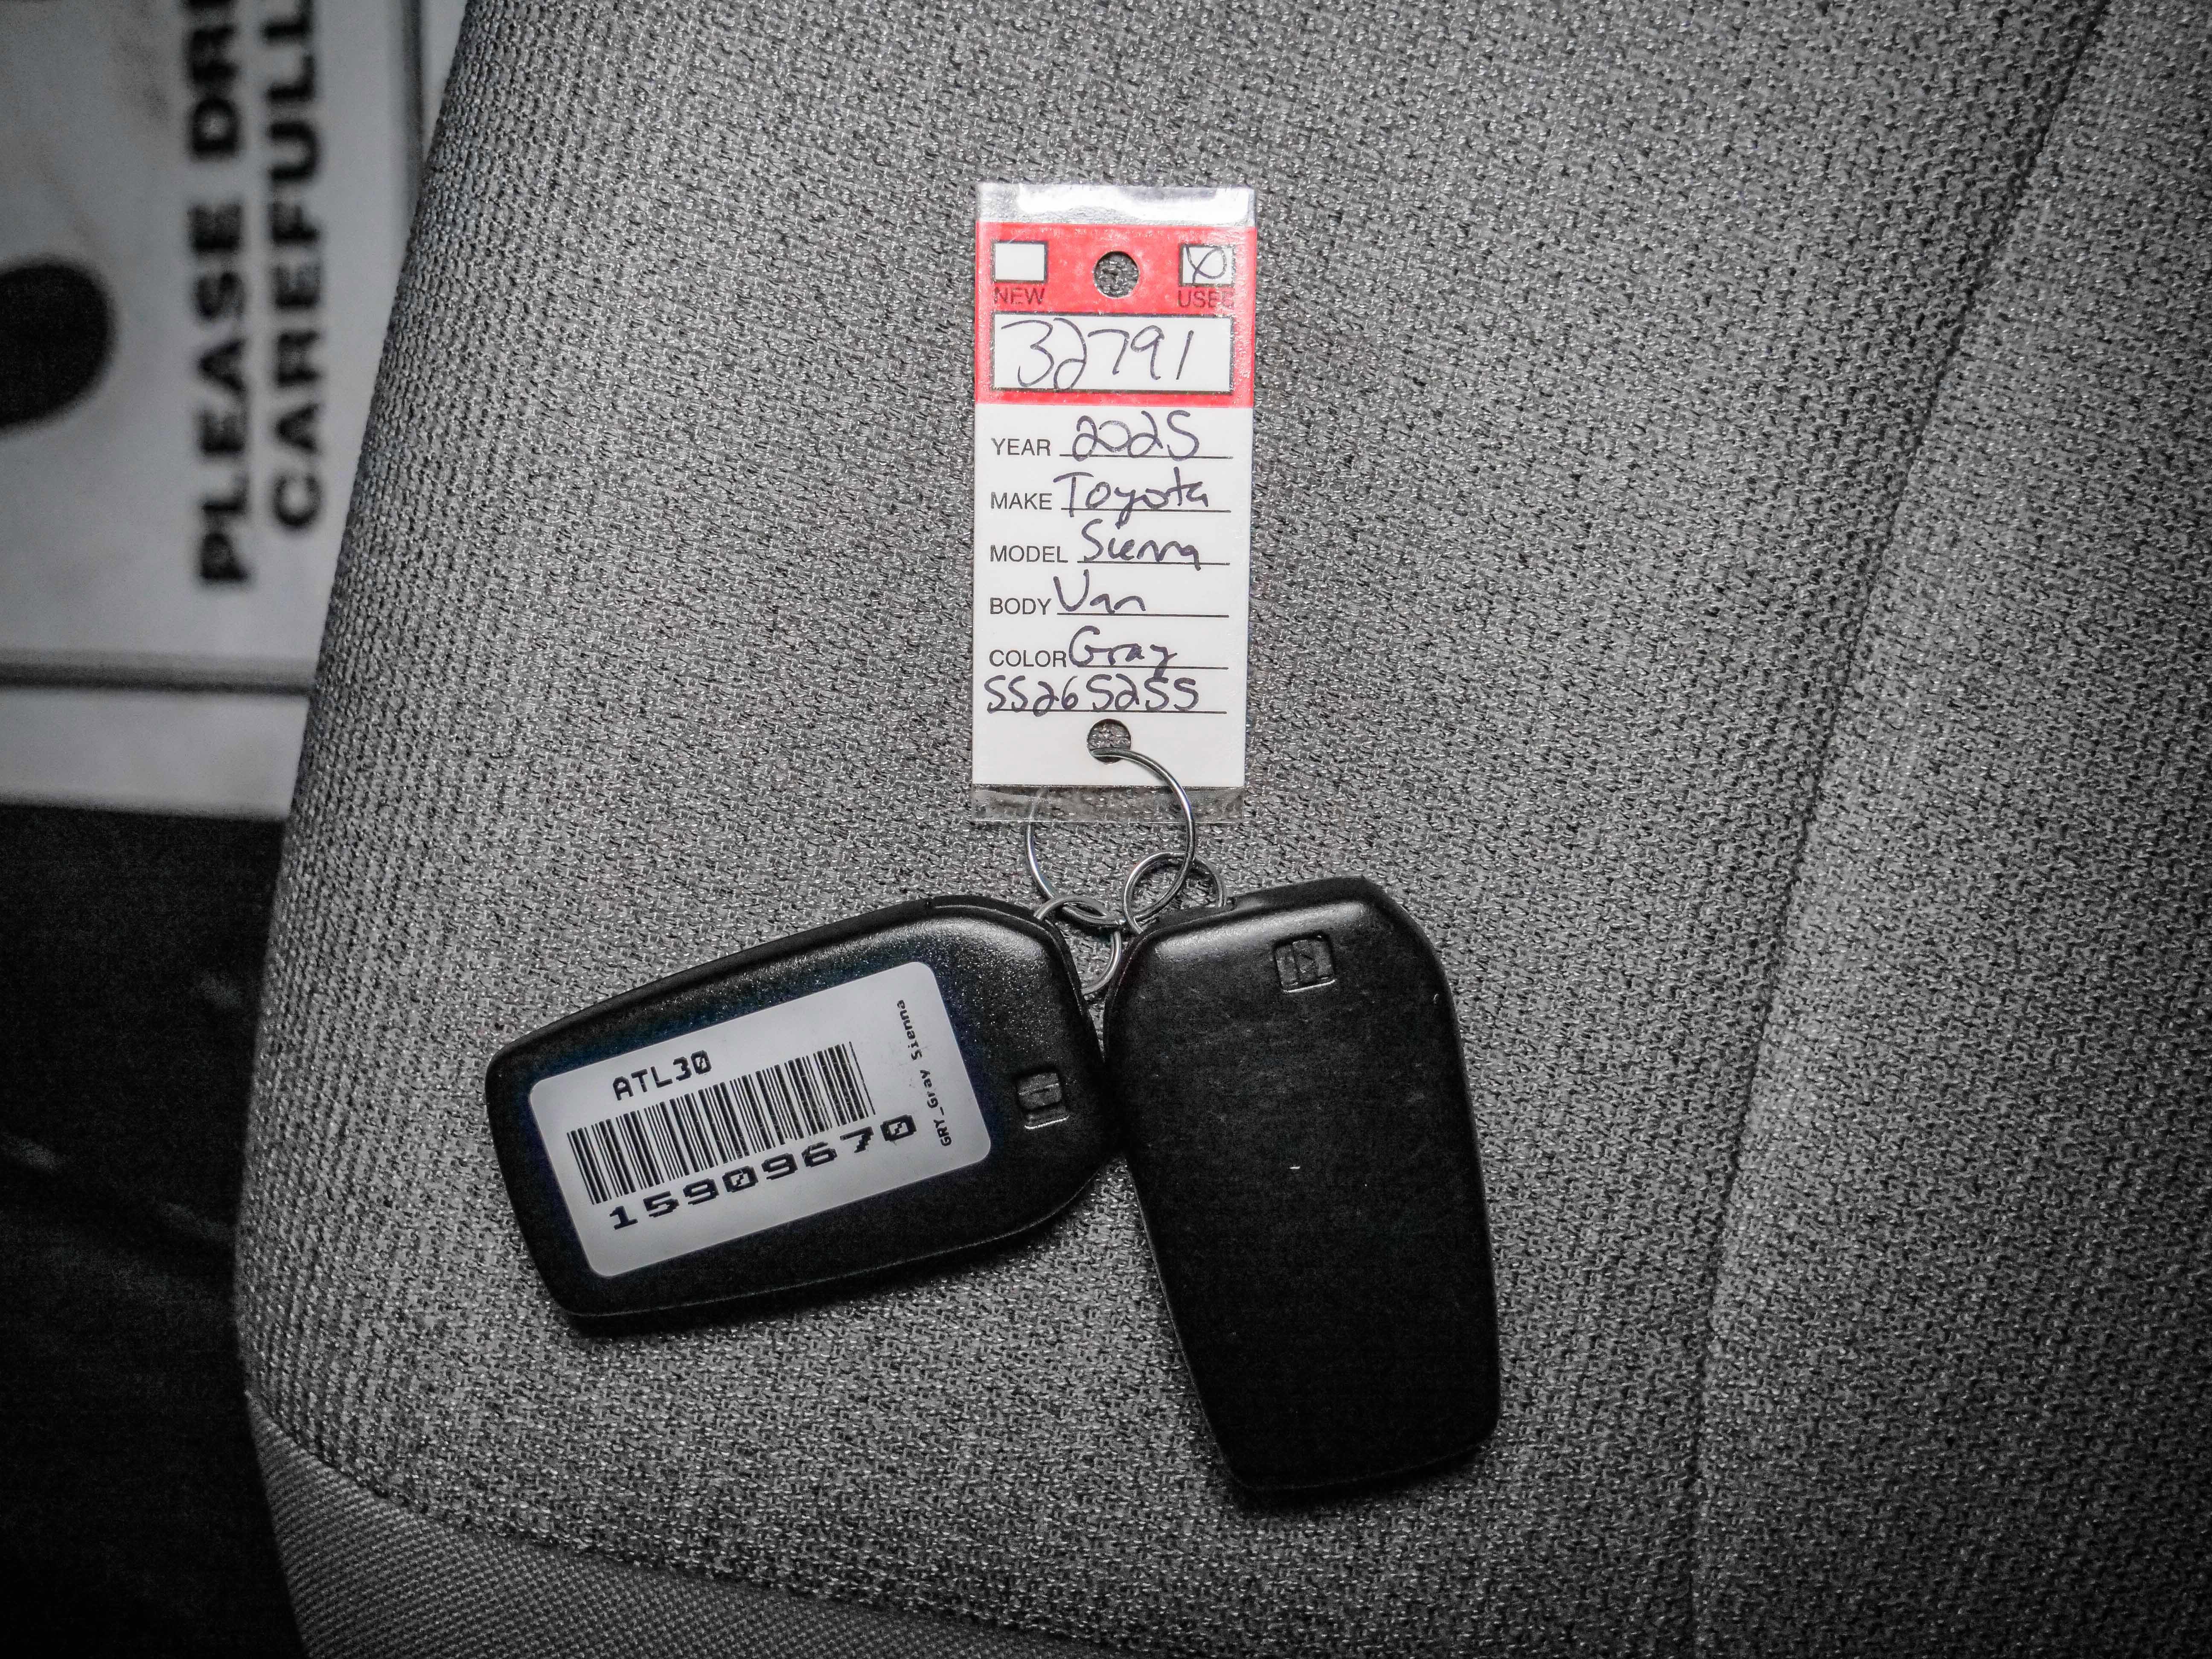 PLEASE DRI
CAREFULL
NEW
USED
32791
YEAR 2025
MAKE Toyota
MODEL Sienna
BODY Van
COLOR Gray
SS265255
ATL30
15909670
GRY_Gray Sienna